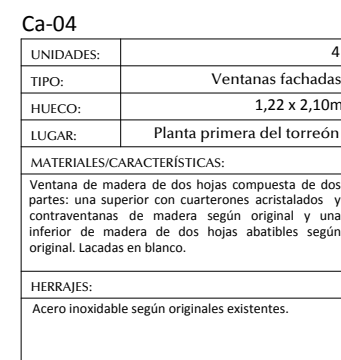 Ca-04
UNIDADES: 4
TIPO: Ventanas fachadas
HUECO: 1,22 x 2,10m
LUGAR: Planta primera del torreón
MATERIALES/CARACTERÍSTICAS:
Ventana de madera de dos hojas compuesta de dos
partes: una superior con cuarterones acristalados y
contraventanas de madera según original y una
inferior de madera de dos hojas abatibles según
original. Lacadas en blanco.
HERRAJES:
Acero inoxidable según originales existentes.